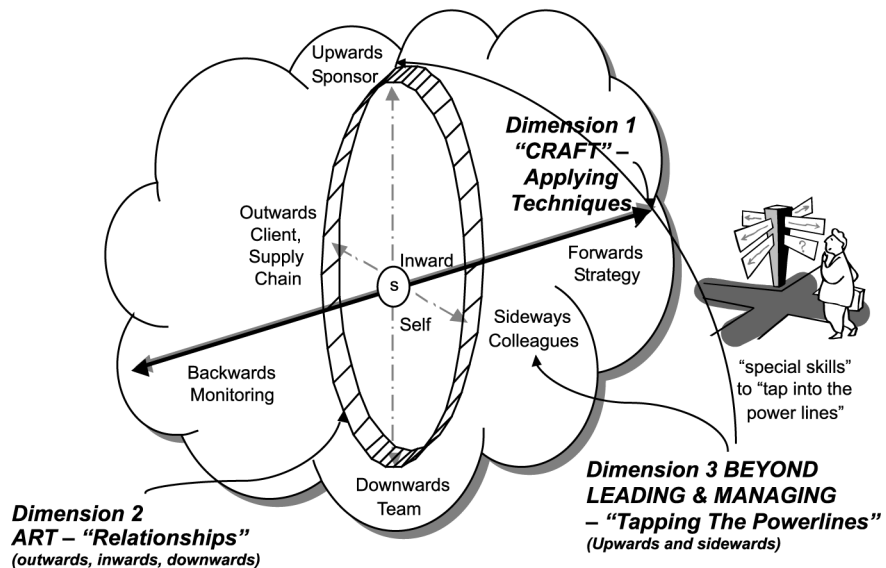 Upwards
Sponsor
Dimension 1
“CRAFT” –
Applying
Techniques
Outwards
Client,
Supply
Chain
Inward
Forwards
Strategy
S
Self
Sideways
Colleagues
Backwards
Monitoring
?
“special skills”
to “tap into the
power lines”
Downwards
Team
Dimension 3 BEYOND
LEADING & MANAGING
– “Tapping The Powerlines”
(Upwards and sidewards)
Dimension 2
ART – “Relationships”
(outwards, inwards, downwards)